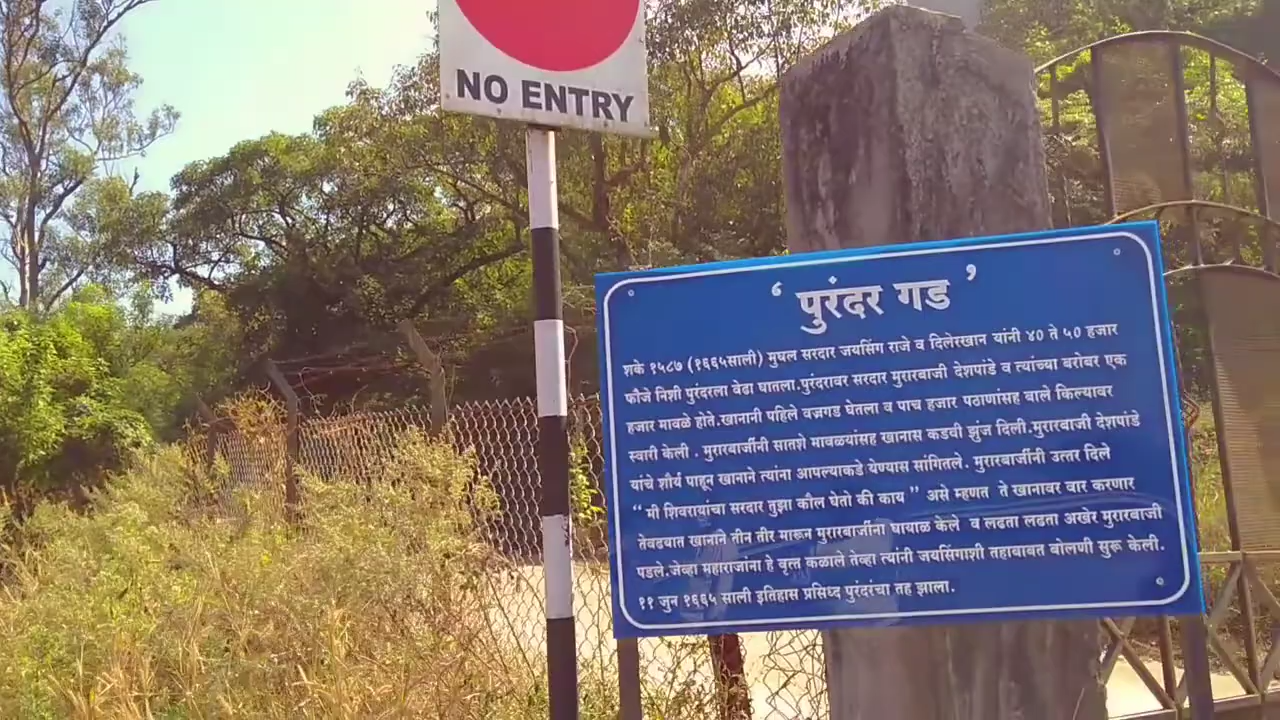 NO ENTRY
‘ पुरंदर गड ’
शके १५८७ (१६६५साली) मुघल सरदार जयसिंग राजे व दिलेरखान यांनी ४० ते ५० हजार
फौजे निशी पुरंदरला वेढा घातला.पुरंदरावर सरदार मुरारबाजी देशपांडे व त्यांच्या बरोबर एक
हजार मावळे होते.खानानी पहिले वज्रगड घेतला व पाच हजार पठाणांसह बाले किल्यावर
स्वारी केली . मुरारबार्जीनी सातशे मावळयांसह खानास कडवी झुंज दिली.मुरारबाजी देशपांडे
यांचे शौर्य पाहून खानाने त्यांना आपल्याकडे येण्यास सांगितले. मुरारबार्जीनी उत्तर दिले
“ मी शिवरायांचा सरदार तुझा कौल घेतो की काय ” असे म्हणत ते खानावर वार करणार
तेवढयात खानाने तीन तीर मारून मुरारबार्जीना घायाळ केले व लढता लढता अखेर मुरारबाजी
पडले.जेव्हा महाराजांना हे वृत्त कळाले तेव्हा त्यांनी जयसिंगाशी तहाबाबत बोलणी सुरू केली.
११ जुन १६६५ साली इतिहास प्रसिध्द पुरंदरंचा तह झाला.